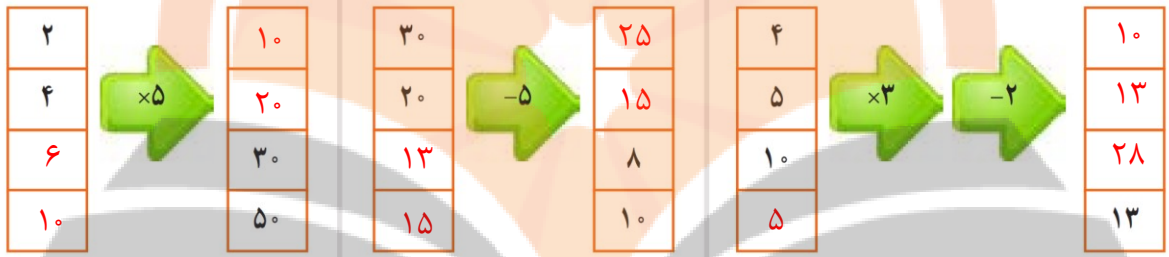 ۲ ۱۰ ۳۰ ۲۵ ۴ ۱۰
۴ ×۵ ۲۰ ۲۰ −۵ ۱۵ ۵ ×۳ −۲ ۱۳
۶ ۳۰ ۱۳ ۸ ۱۰ ۲۸
۱۰ ۵۰ ۱۵ ۱۰ ۵ ۱۳